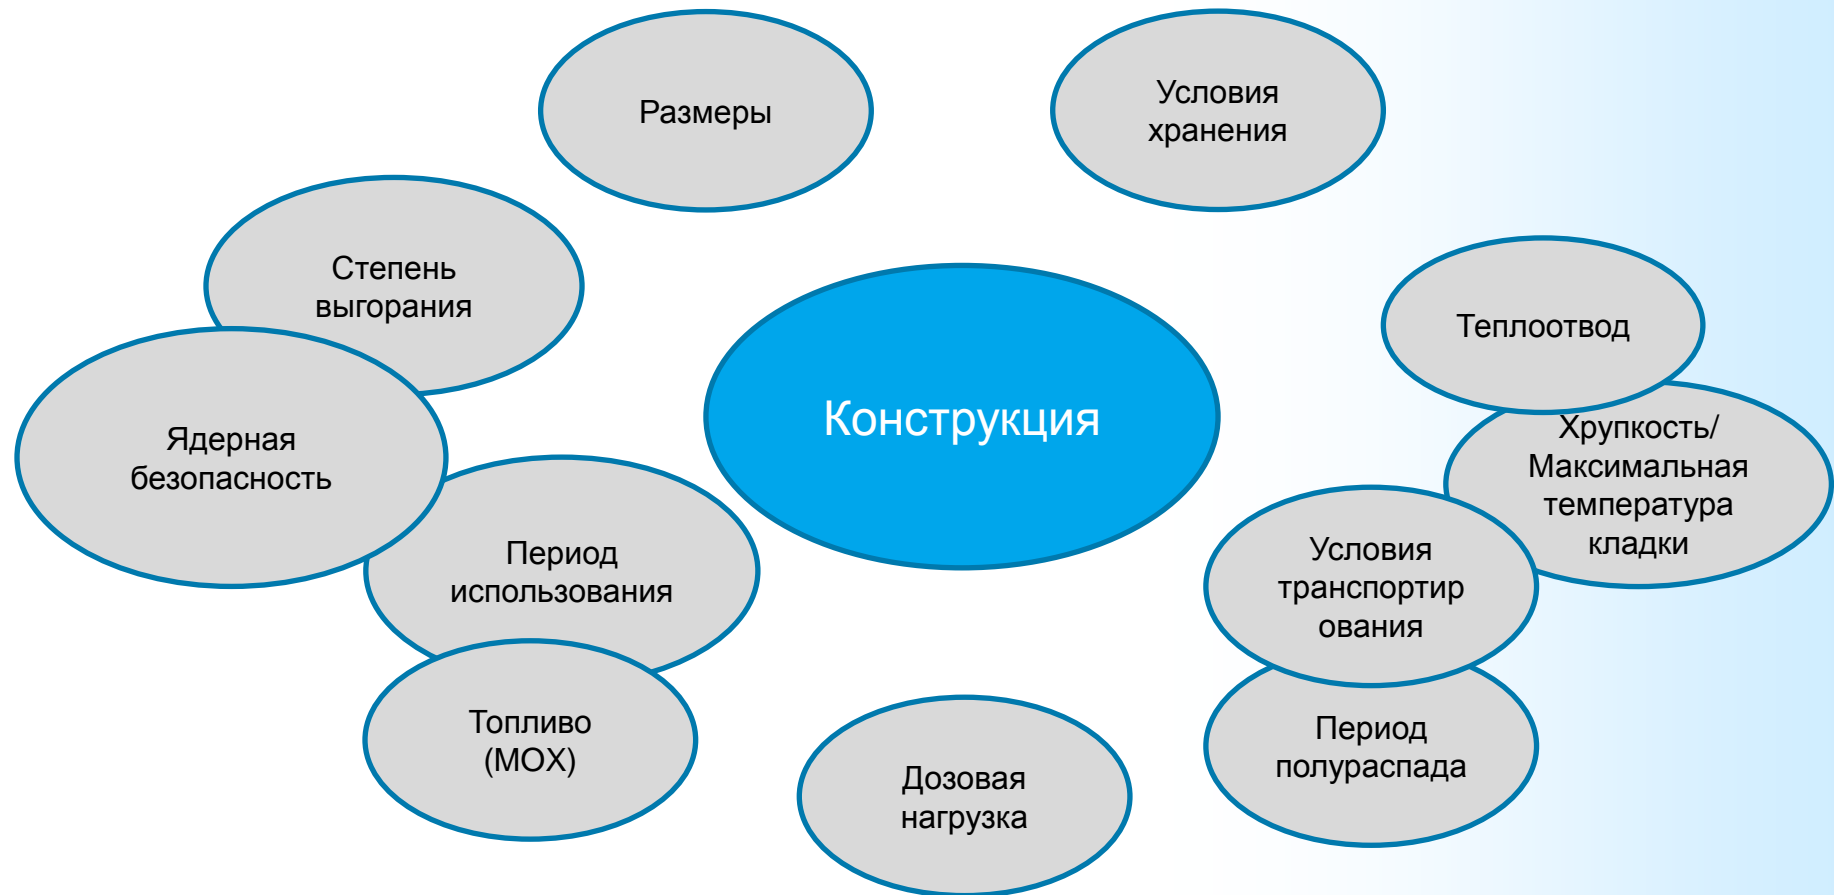 Размеры
Условия
хранения
Степень
выгорания
Теплоотвод
Конструкция
Ядерная
безопасность
Хрупкость/
Максимальная
температура
кладки
Период
использования
Условия
транспортир
ования
Топливо
(МОХ)
Дозовая
нагрузка
Период
полураспада